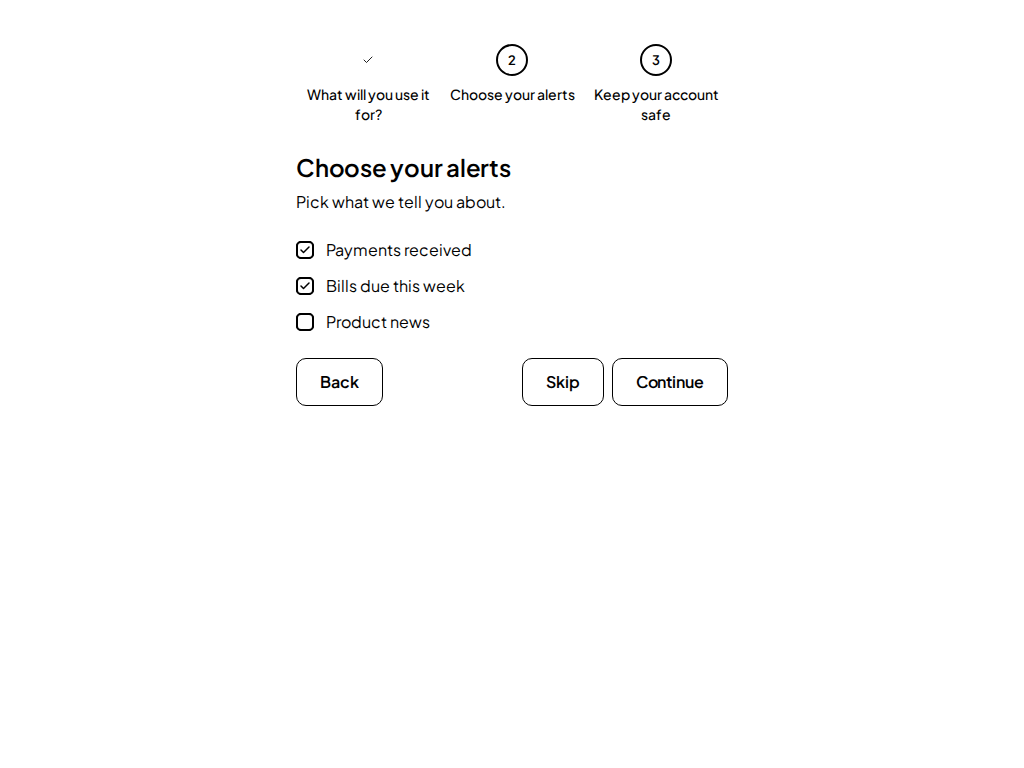 2
3
What will you use it
for?
Choose your alerts
Keep your account
safe
Choose your alerts
Pick what we tell you about.
Payments received
Bills due this week
Product news
Back
Skip
Continue